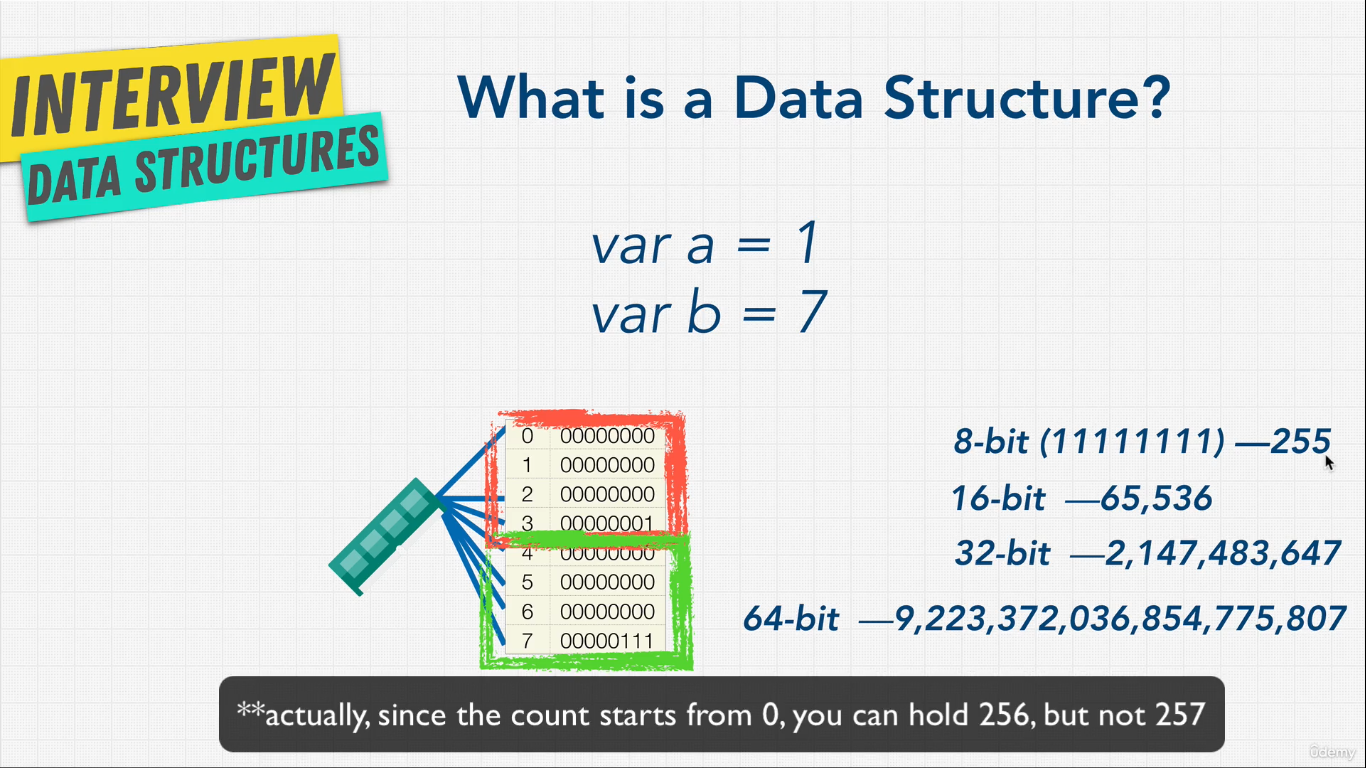 INTERVIEW
DATA STRUCTURES
What is a Data Structure?
var a = 1
var b = 7
0 00000000
1 00000000
2 00000000
3 00000001
4 00000000
5 00000000
6 00000000
7 00000111
8-bit (11111111) —255
16-bit —65,536
32-bit —2,147,483,647
64-bit —9,223,372,036,854,775,807
**actually, since the count starts from 0, you can hold 256, but not 257
ûdemy